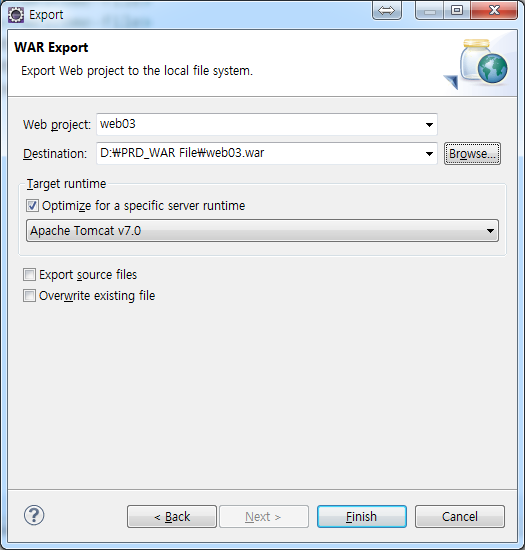 Export
WAR Export
Export Web project to the local file system.
Web project: web03
Destination: D:₩PRD_WAR File₩web03.war Browse...
Target runtime
Optimize for a specific server runtime
Apache Tomcat v7.0
Export source files
Overwrite existing file
? < Back Next > Finish Cancel